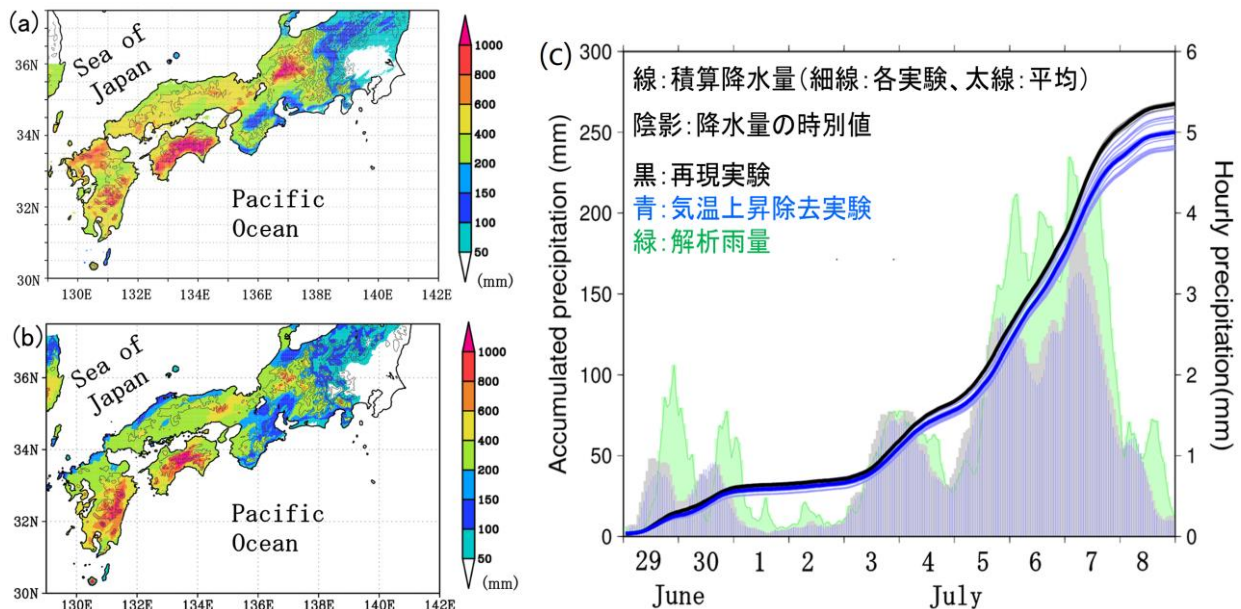 (a)
Sea of
Japan
Pacific
Ocean
36N
34N
32N
30N
130E 132E 134E 136E 138E 140E 142E
1000
800
600
400
200
150
100
50
(mm)
(b)
Sea of
Japan
Pacific
Ocean
36N
34N
32N
30N
130E 132E 134E 136E 138E 140E 142E
1000
800
600
400
200
150
100
50
(mm)
(c)
線:積算降水量(細線:各実験、太線:平均)
陰影:降水量の時別値
黒:再現実験
青:気温上昇除去実験
緑:解析雨量
Accumulated precipitation (mm)
300
250
200
150
100
50
0
Hourly precipitation(mm)
6
5
4
3
2
1
0
29 30 1 2 3 4 5 6 7 8
June July